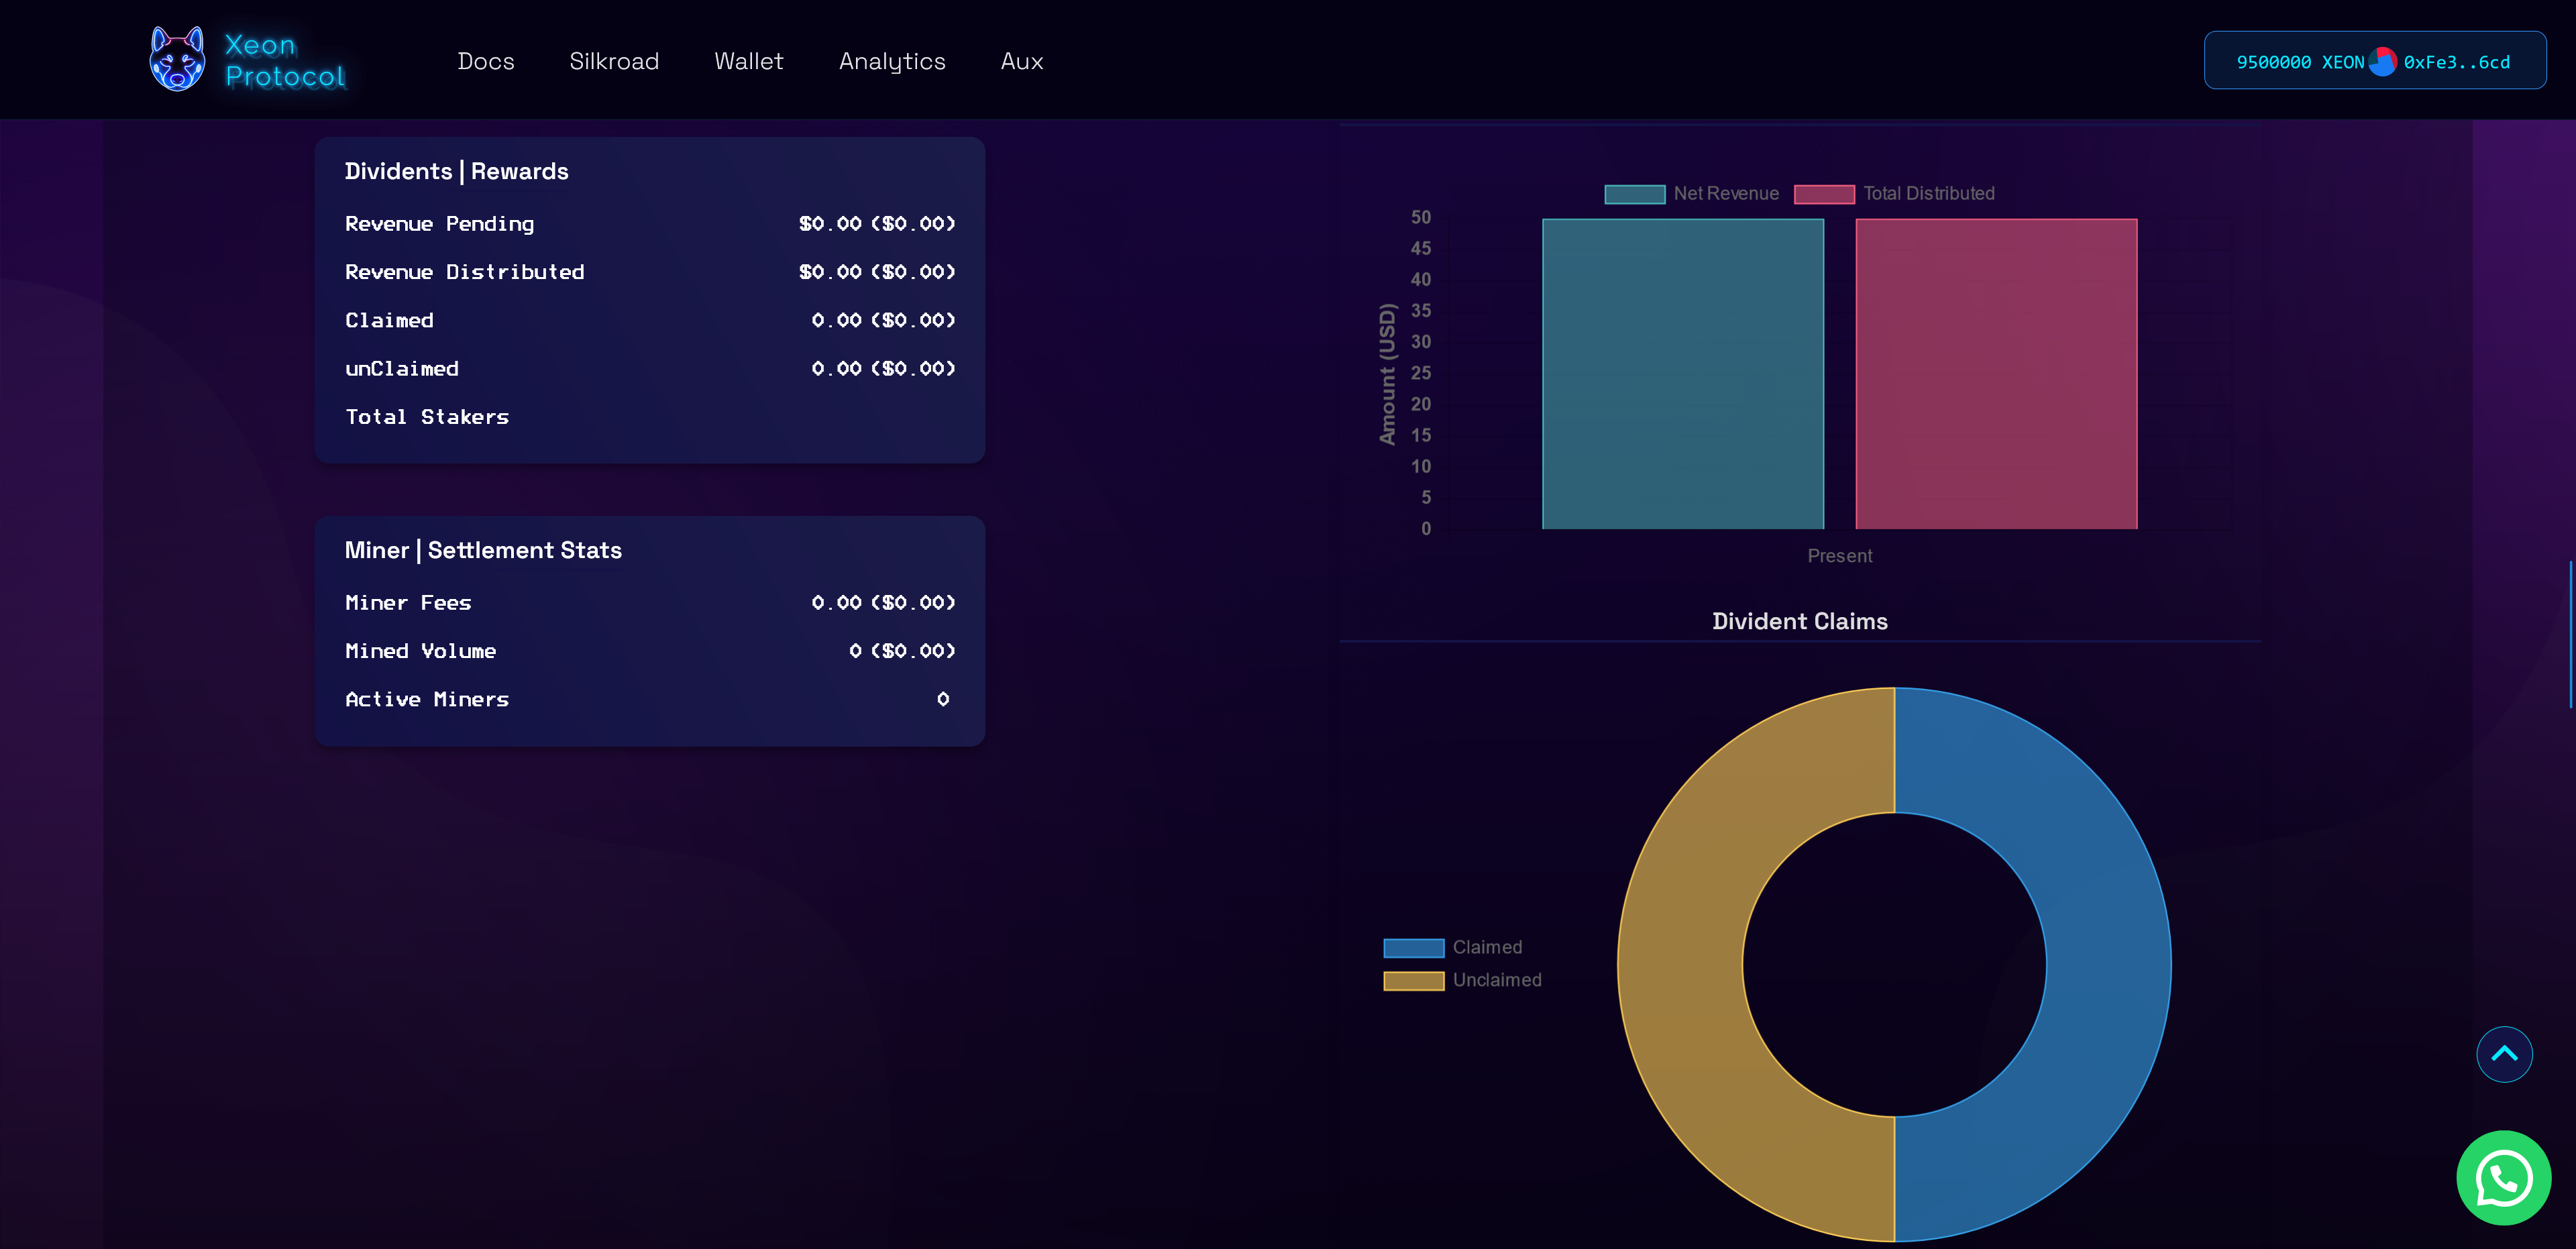 Xeon
Protocol
Docs
Silkroad
Wallet
Analytics
Aux
9500000 XEON 0xFe3..6cd
Dividents | Rewards
Revenue Pending $0.00 ($0.00)
Revenue Distributed $0.00 ($0.00)
Claimed 0.00 ($0.00)
unClaimed 0.00 ($0.00)
Total Stakers
Miner | Settlement Stats
Miner Fees 0.00 ($0.00)
Mined Volume 0 ($0.00)
Active Miners 0
Net Revenue
Total Distributed
Amount (USD)
50
45
40
35
30
25
20
15
10
5
0
Present
Divident Claims
Claimed
Unclaimed